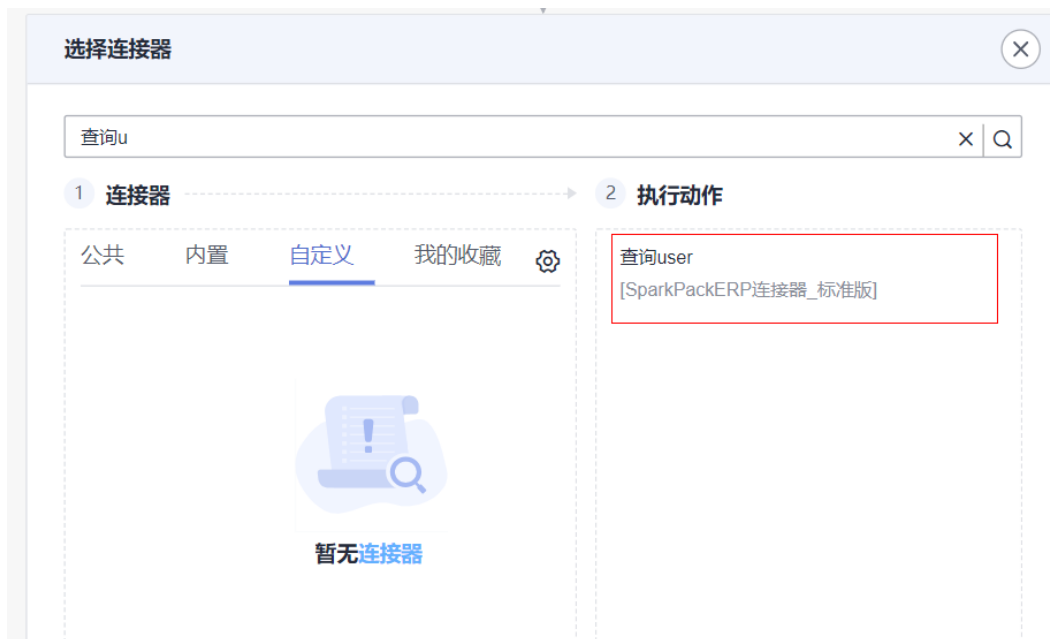 选择连接器
查询u
1 连接器
2 执行动作
公共 内置 自定义 我的收藏
查询user
[SparkPackERP连接器_标准版]
暂无连接器